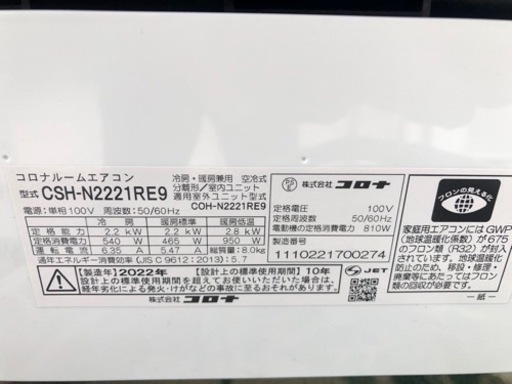 コロナルームエアコン
型式 CSH-N2221RE9
冷房・暖房兼用 空冷式
分離形/室内ユニット
適用室外ユニット型式
COH-N2221RE9
電源:単相100V 周波数:50/60Hz
冷房 暖房 暖房低温
定格能力 2.2 kW 2.2 kW 2.8 kW
定格消費電力 540 W 465 W 950 W
運転電流 6.35 A 5.47 A 総質量:8.0kg
通年エネルギー消費効率(JIS C 9612:2013):5.7
株式会社 コロナ
定格電圧 100V
定格周波数 50/60Hz
電動機の定格消費電力 810W
製造番号
1110221700274
【製造年】2022年 【設計上の標準使用期間】10年
設計上の標準使用期間を超えてお使いいただいた場合は、
経年劣化による発火・けが等の事故に至るおそれがあります。
JET
株式会社 コロナ
フロンの見える化
家庭用エアコンにはGWP
(地球温暖化係数)が675
のフロン類(R32)が封入
されています。地球温暖化
防止のため、移設・修理・
廃棄等にあたってはフロン
類の回収が必要です。
―紙―